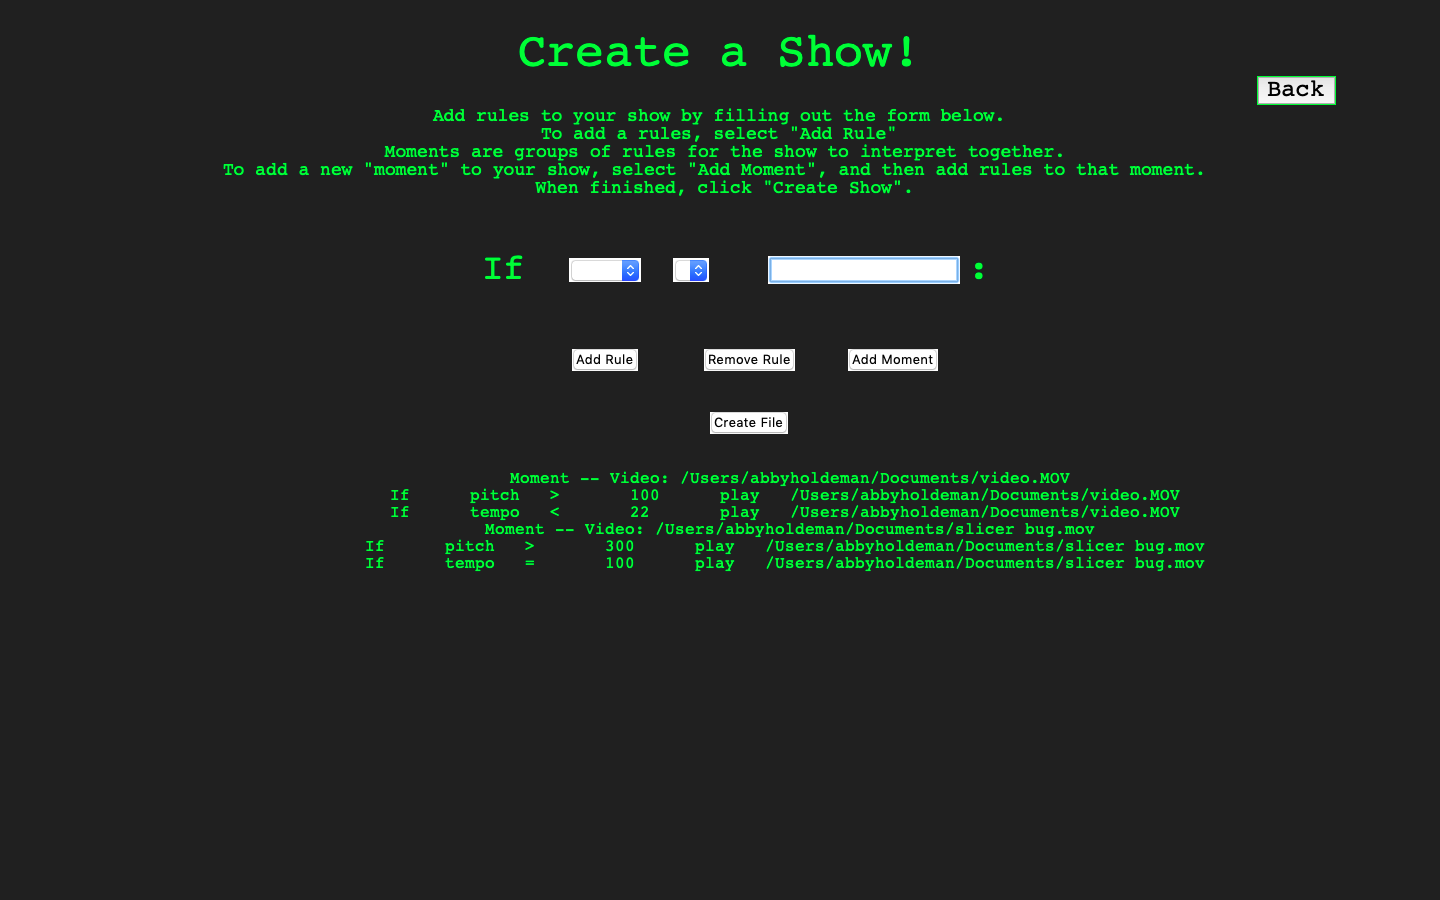 Create a Show!
Back
Add rules to your show by filling out the form below.
To add a rules, select "Add Rule"
Moments are groups of rules for the show to interpret together.
To add a new "moment" to your show, select "Add Moment", and then add rules to that moment.
When finished, click "Create Show".
If :
Add Rule Remove Rule Add Moment
Create File
Moment -- Video: /Users/abbyholdeman/Documents/video.MOV
If pitch > 100 play /Users/abbyholdeman/Documents/video.MOV
If tempo < 22 play /Users/abbyholdeman/Documents/video.MOV
Moment -- Video: /Users/abbyholdeman/Documents/slicer bug.mov
If pitch > 300 play /Users/abbyholdeman/Documents/slicer bug.mov
If tempo = 100 play /Users/abbyholdeman/Documents/slicer bug.mov